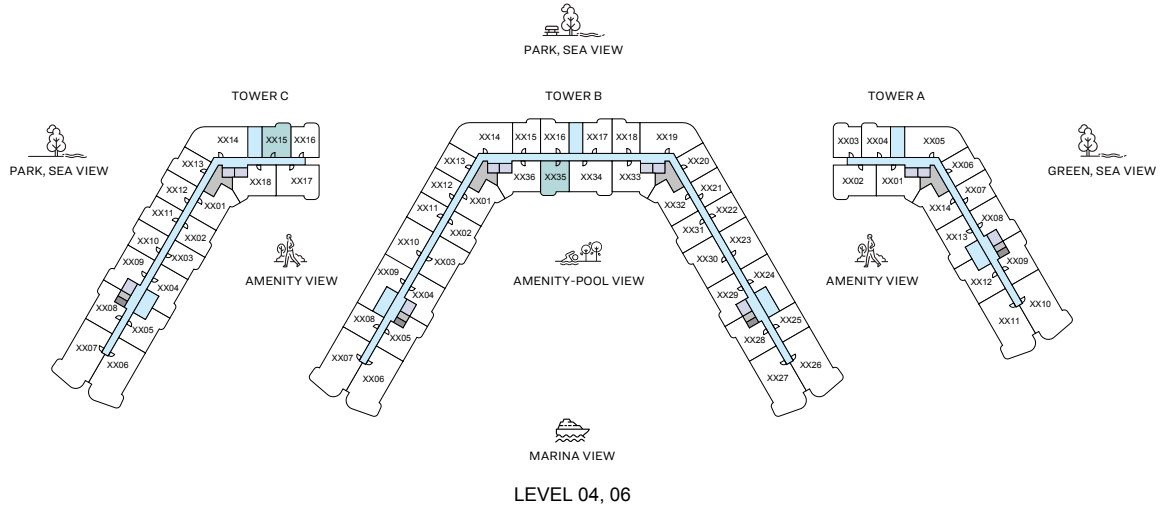 PARK, SEA VIEW
TOWER C
TOWER B
TOWER A
PARK, SEA VIEW
GREEN, SEA VIEW
XX14
XX15
XX16
XX13
XX18
XX17
XX12
XX01
XX11
XX02
XX10
XX03
XX09
XX04
XX08
XX05
XX07
XX06
XX14
XX15
XX16
XX17
XX18
XX19
XX13
XX36
XX35
XX34
XX33
XX20
XX12
XX01
XX32
XX21
XX11
XX02
XX31
XX22
XX10
XX03
XX30
XX23
XX09
XX04
XX29
XX24
XX08
XX05
XX28
XX25
XX07
XX06
XX27
XX26
XX03
XX04
XX05
XX02
XX01
XX06
XX14
XX07
XX13
XX08
XX12
XX09
XX11
XX10
AMENITY VIEW
AMENITY-POOL VIEW
AMENITY VIEW
MARINA VIEW
LEVEL 04, 06